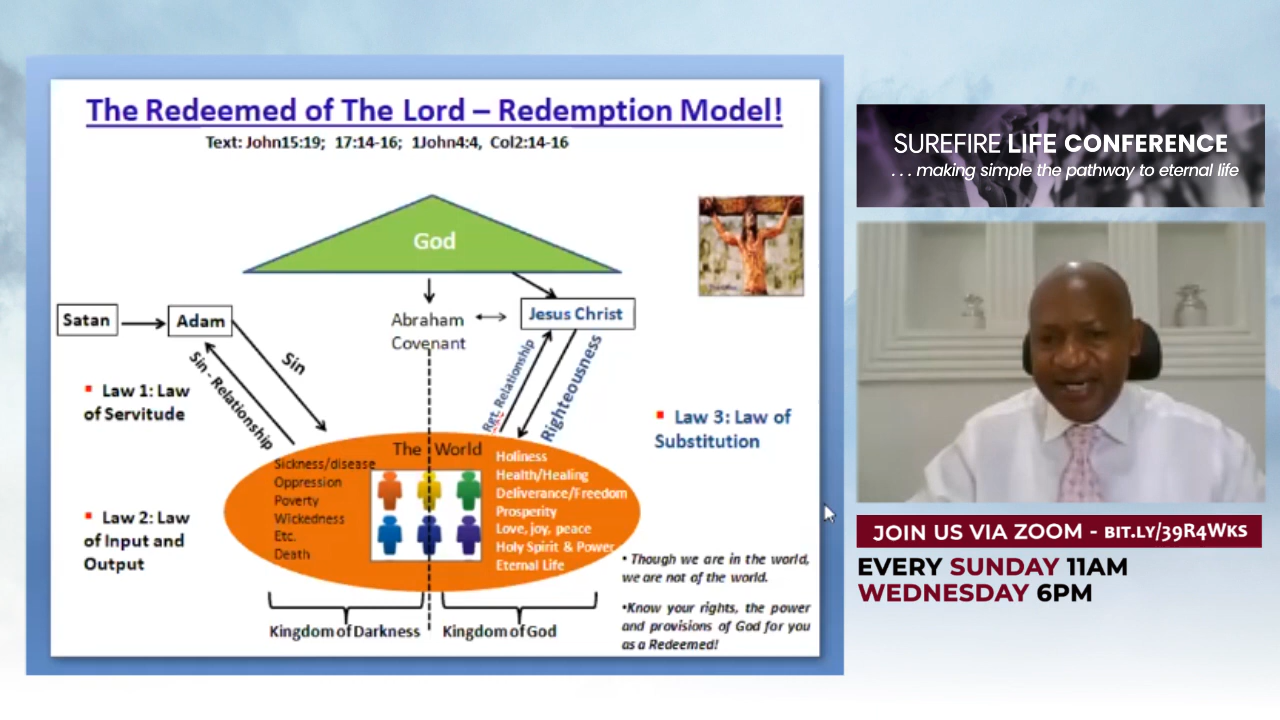 The Redeemed of The Lord – Redemption Model!
Text: John15:19; 17:14-16; 1John4:4, Col2:14-16
God
Satan
Adam
Abraham
Covenant
Jesus Christ
Sin
Sin - Relationship
Rgt. Relationship
Righteousness
Law 1: Law
of Servitude
Law 2: Law
of Input and
Output
Law 3: Law of
Substitution
The World
Sickness/disease
Oppression
Poverty
Wickedness
Etc.
Death
Holiness
Health/Healing
Deliverance/Freedom
Prosperity
Love, joy, peace
Holy Spirit & Power
Eternal Life
Kingdom of Darkness
Kingdom of God
• Though we are in the world,
we are not of the world.
•Know your rights, the power
and provisions of God for you
as a Redeemed!
SUREFIRE LIFE CONFERENCE
. . . making simple the pathway to eternal life
JOIN US VIA ZOOM - BIT.LY/39R4WKS
EVERY SUNDAY 11AM
WEDNESDAY 6PM